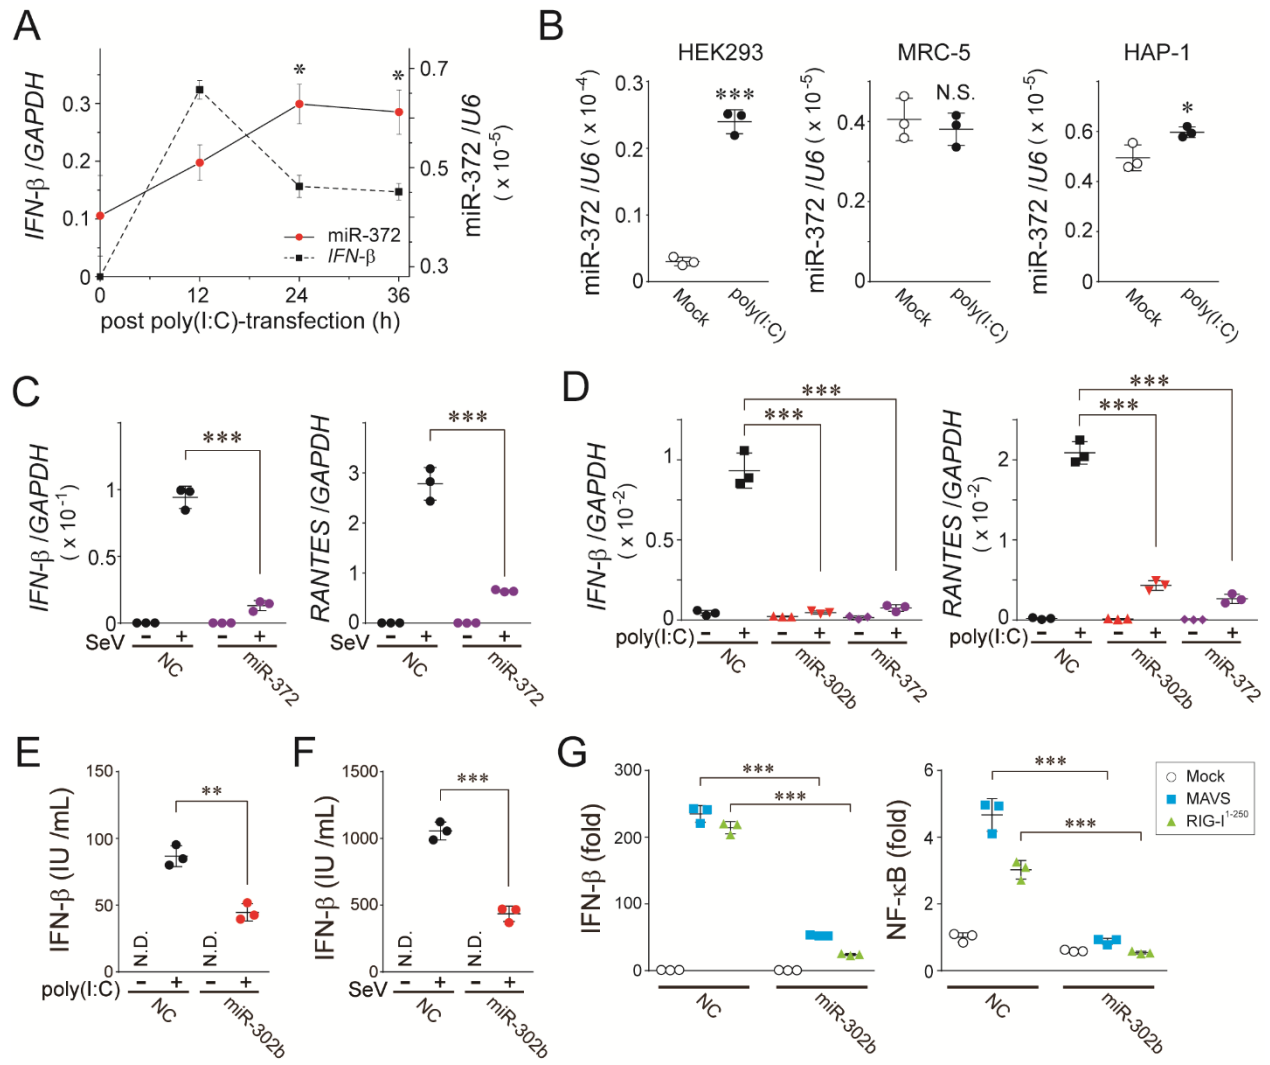 A
IFN-β /GAPDH
0.3
0.2
0.1
0
0.7
0.5
0.3
miR-372 /U6
( x 10-5)
* *
miR-372
IFN-β
0 12 24 36
post poly(I:C)-transfection (h)
B
HEK293
miR-372 /U6 ( x 10-4)
0.3
0.2
0.1
0
***
Mock poly(I:C)
MRC-5
miR-372 /U6 ( x 10-5)
0.4
0.2
0
N.S.
Mock poly(I:C)
HAP-1
miR-372 /U6 ( x 10-5)
0.6
0.4
0.2
0
*
Mock poly(I:C)
C
IFN-β /GAPDH
( x 10-1)
1
0.5
0
***
SeV - + - +
NC miR-372
RANTES /GAPDH
3
2
1
0
***
- + - +
NC miR-372
D
IFN-β /GAPDH
( x 10-2)
1
0.5
0
***
***
poly(I:C) - + - + - +
NC miR-302b miR-372
RANTES /GAPDH
( x 10-2)
2
1
0
***
***
poly(I:C) - + - + - +
NC miR-302b miR-372
E
IFN-β (IU /mL)
150
100
50
0
**
N.D. N.D.
poly(I:C) - + - +
NC miR-302b
F
IFN-β (IU /mL)
1500
1000
500
0
***
N.D. N.D.
SeV - + - +
NC miR-302b
G
IFN-β (fold)
300
200
100
0
***
***
NC miR-302b
NF-κB (fold)
6
4
2
0
***
***
NC miR-302b
Mock
MAVS
RIG-I1-250